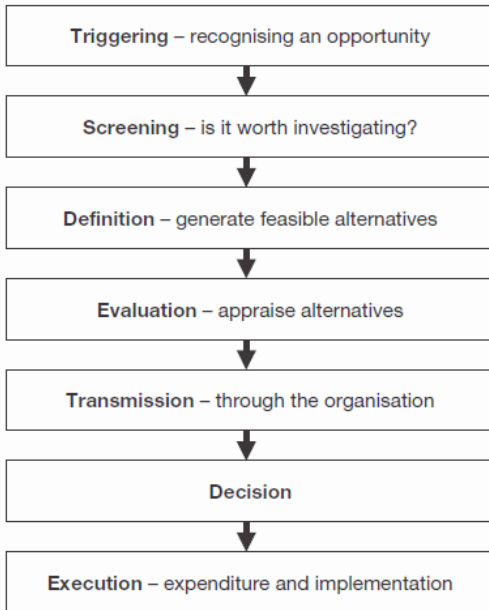 Triggering – recognising an opportunity
Screening – is it worth investigating?
Definition – generate feasible alternatives
Evaluation – appraise alternatives
Transmission – through the organisation
Decision
Execution – expenditure and implementation